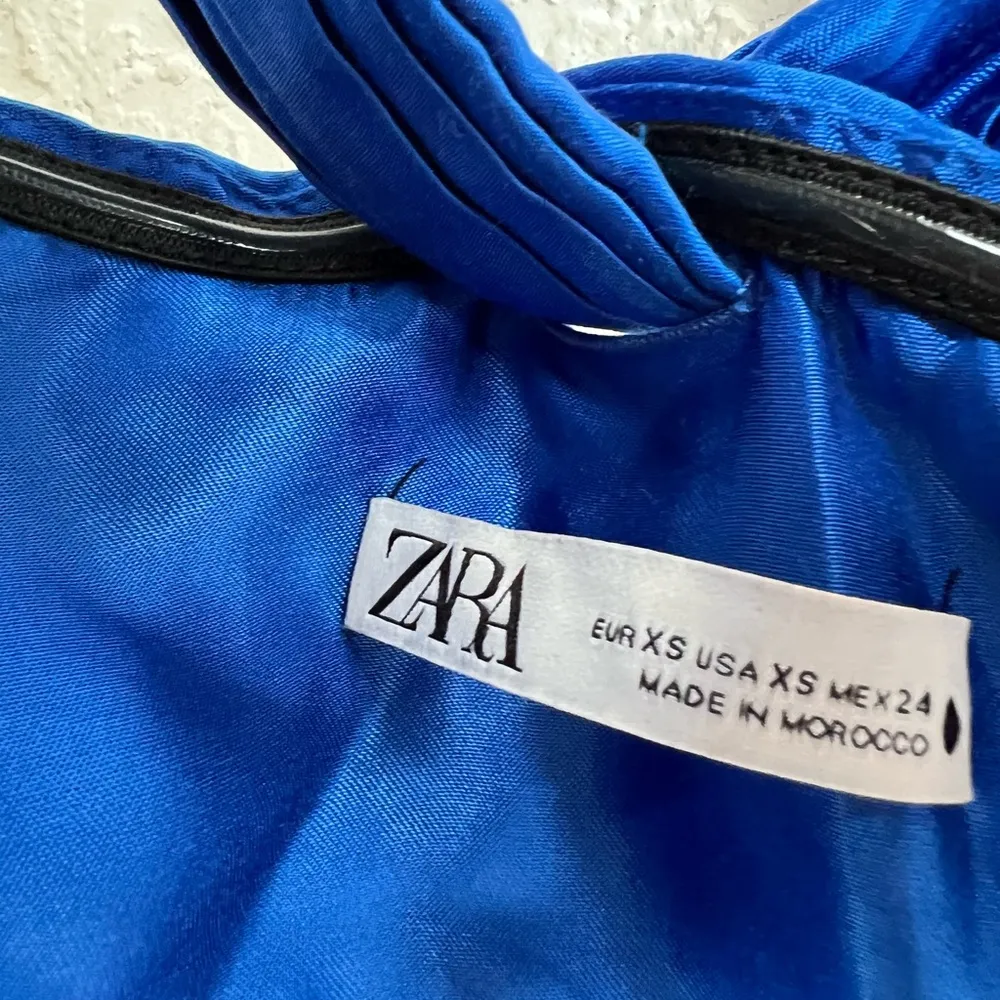 ZARA
EUR XS USA XS MEX 24
MADE IN MOROCCO